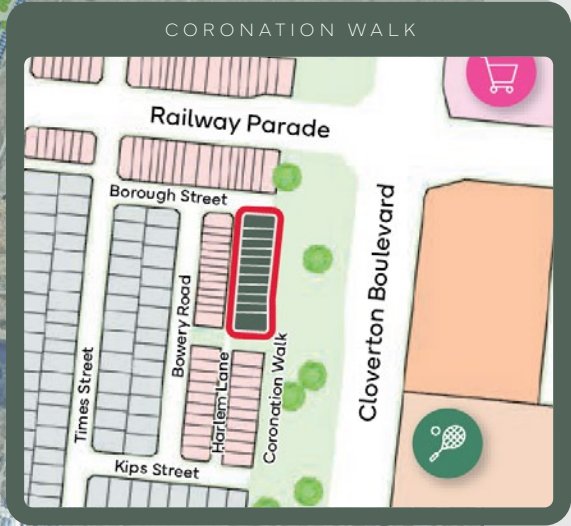 CORONATION WALK
Railway Parade
Borough Street
Cloverton Boulevard
Bowery Road
Harlem Lane
Coronation Walk
Times Street
Kips Street